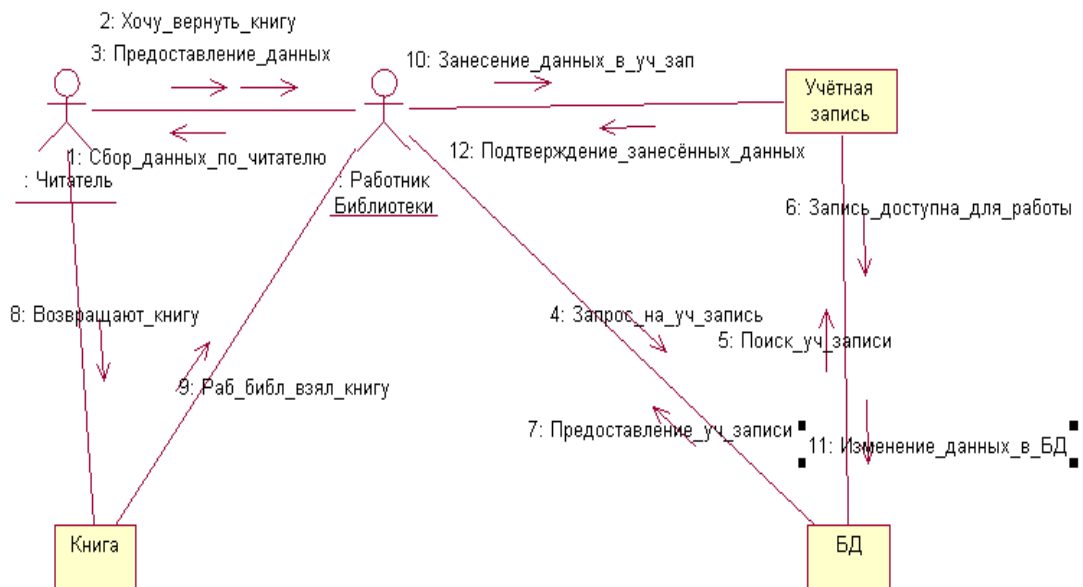 2: Хочу_вернуть_книгу
3: Предоставление_данных
10: Занесение_данных_в_уч_зап
Учётная
запись
1: Сбор_данных_по_читателю
12: Подтверждение_занесённых_данных
: Читатель
: Работник
Библиотеки
6: Запись_доступна_для_работы
8: Возвращают_книгу
4: Запрос_на_уч_запись
5: Поиск_уч_записи
9: Раб_библ_взял_книгу
7: Предоставление_уч_записи
11: Изменение_данных_в_БД
Книга
БД